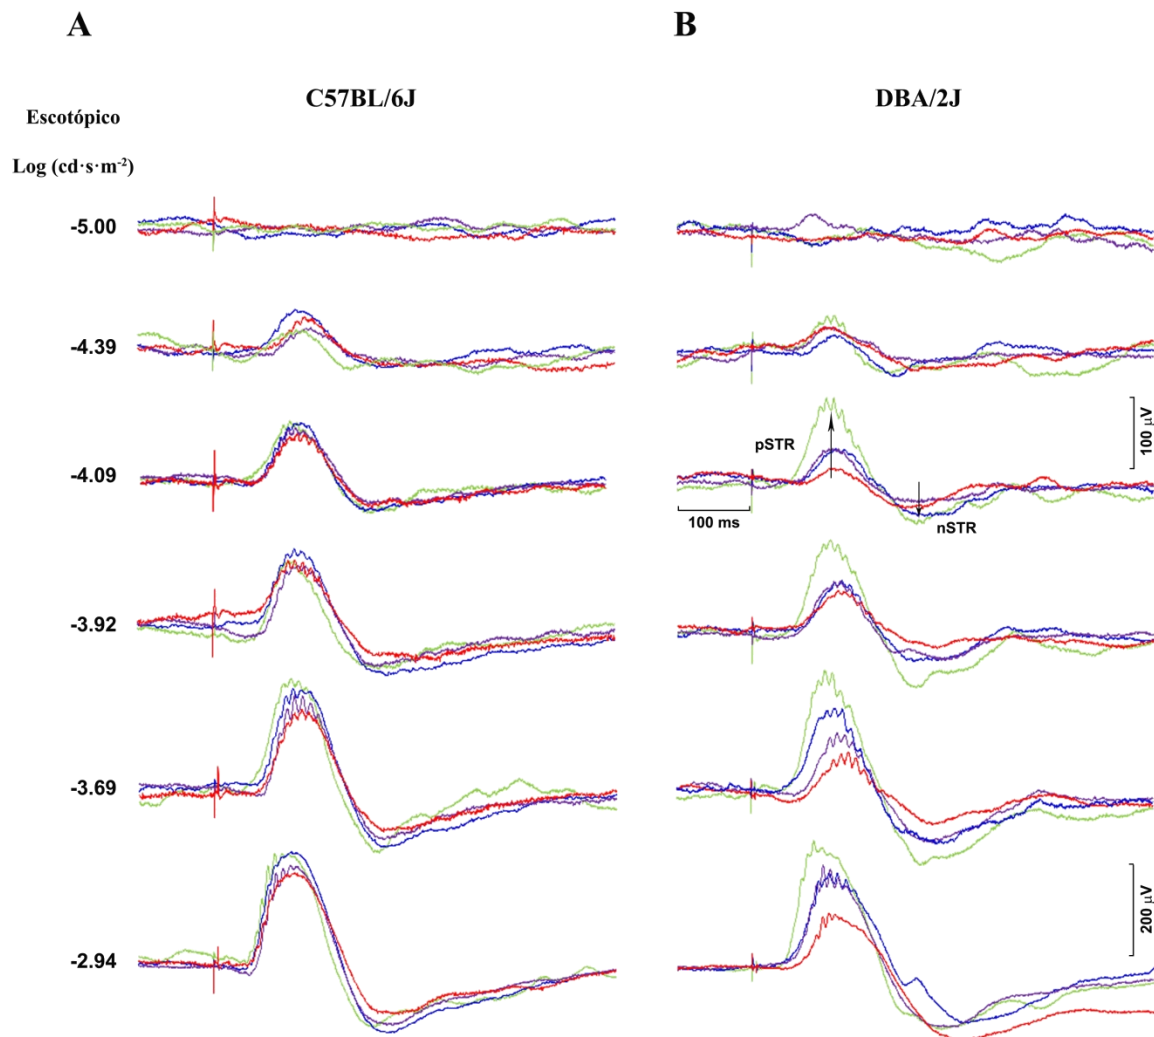 A
B
C57BL/6J
DBA/2J
Escotópico
Log (cd·s·m-2)
-5.00
-4.39
-4.09
pSTR
nSTR
100 ms
100 µV
-3.92
-3.69
-2.94
200 µV